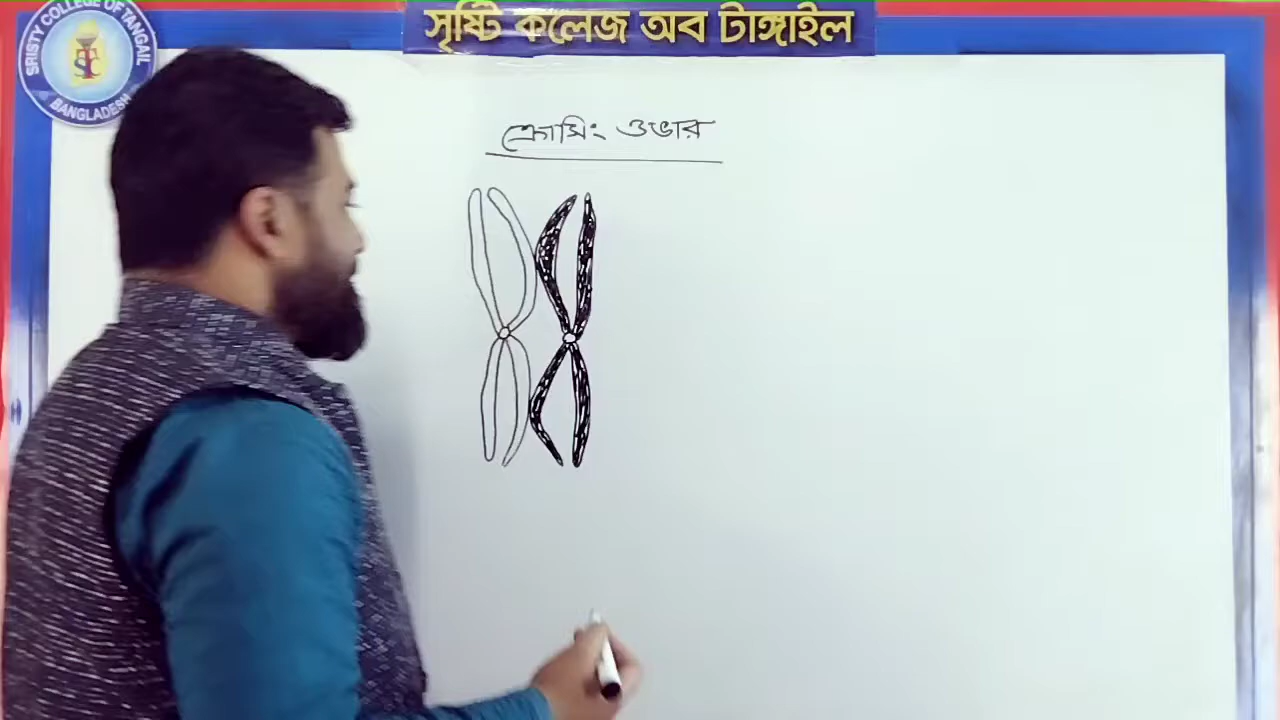 সৃষ্টি কলেজ অব টাঙ্গাইল
SRISTY COLLEGE OF TANGAIL
BANGLADESH
ক্রোসিং ওভার